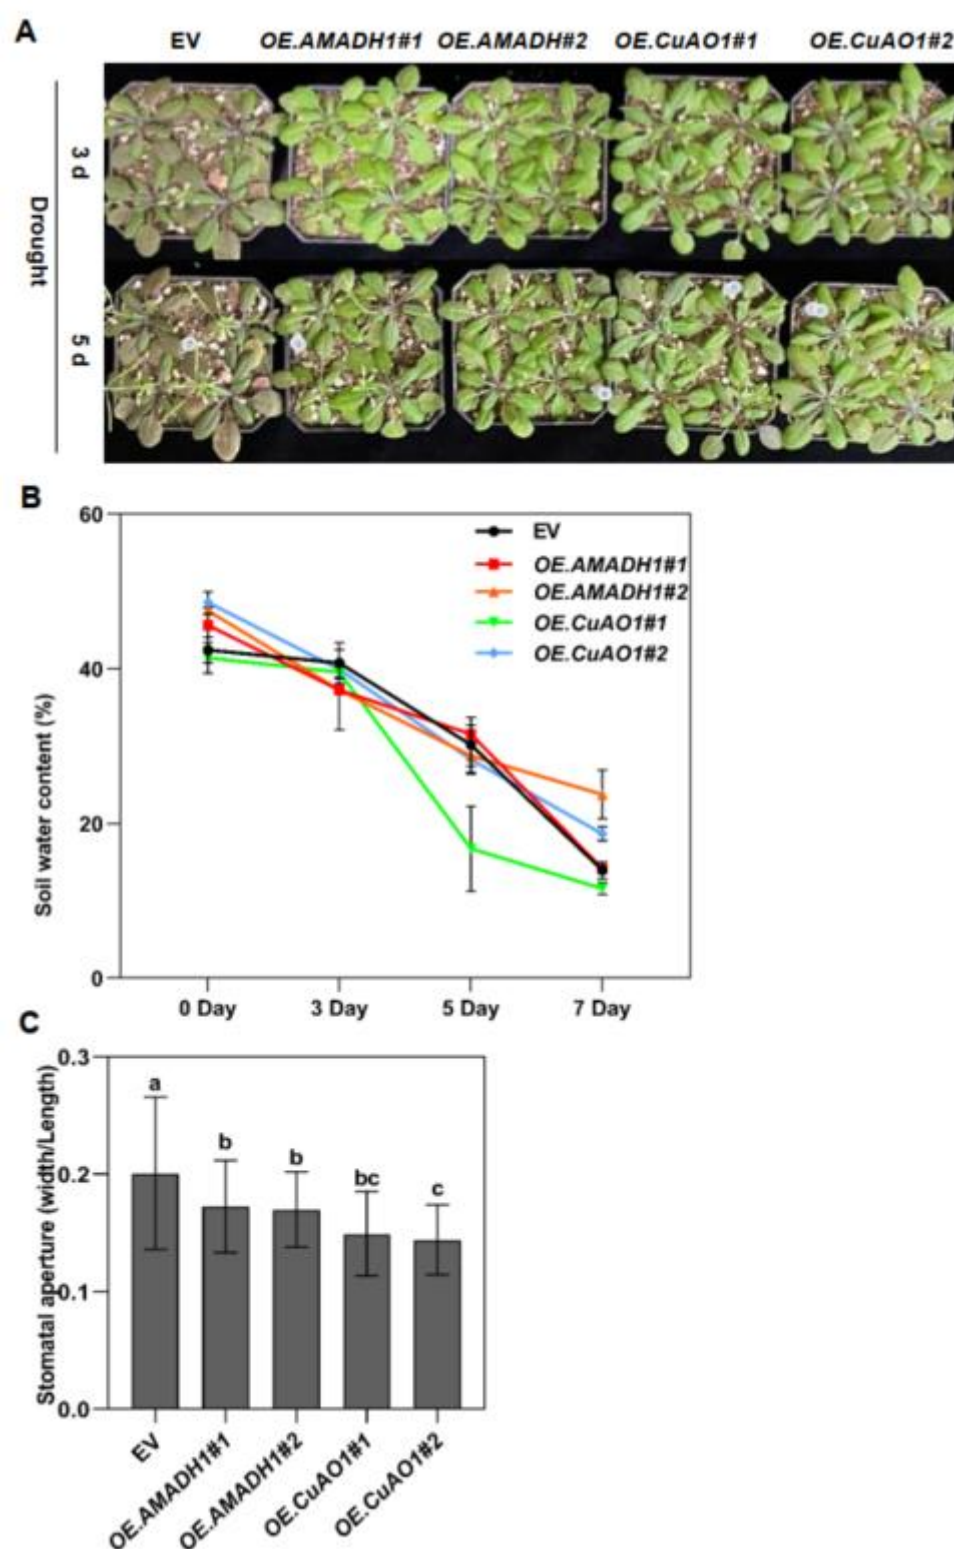 A
EV OE.AMADH1#1 OE.AMADH#2 OE.CuAO1#1 OE.CuAO1#2
Drought
3 d
5 d
B
Soil water content (%)
60
40
20
0
EV
OE.AMADH1#1
OE.AMADH1#2
OE.CuAO1#1
OE.CuAO1#2
0 Day 3 Day 5 Day 7 Day
C
Stomatal aperture (width/Length)
0.3
0.2
0.1
0.0
a b b bc c
EV OE.AMADH1#1 OE.AMADH1#2 OE.CuAO1#1 OE.CuAO1#2